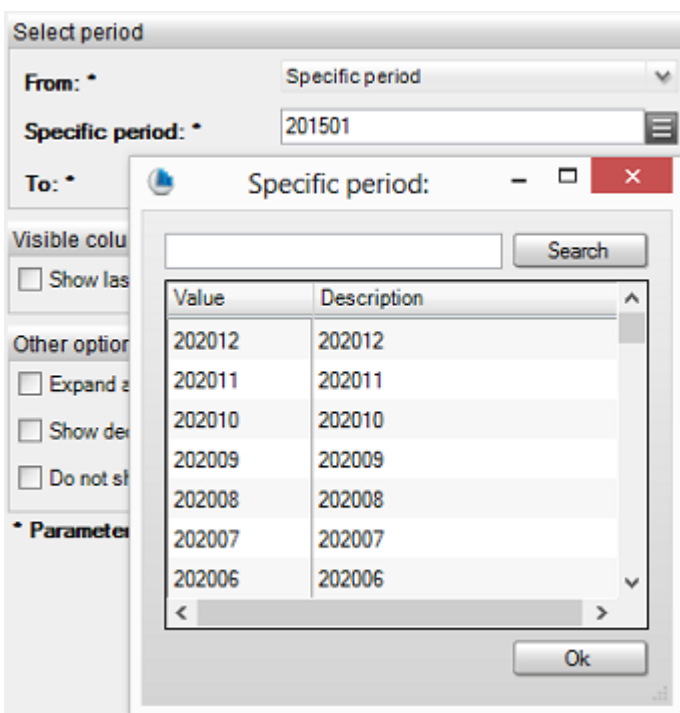 Select period
From: * Specific period
Specific period: * 201501
To: *
Specific period:
Visible colu
Search
Show las
Value Description
202012 202012
Other option
202011 202011
Expand a
202010 202010
Show dec
202009 202009
Do not sh
202008 202008
* Parameter
202007 202007
202006 202006
Ok